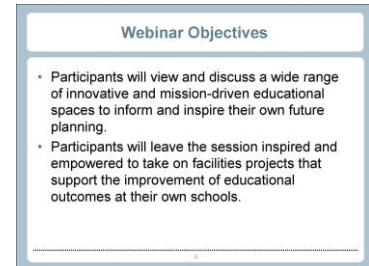 Webinar Objectives
• Participants will view and discuss a wide range
of innovative and mission-driven educational
spaces to inform and inspire their own future
planning.
• Participants will leave the session inspired and
empowered to take on facilities projects that
support the improvement of educational
outcomes at their own schools.